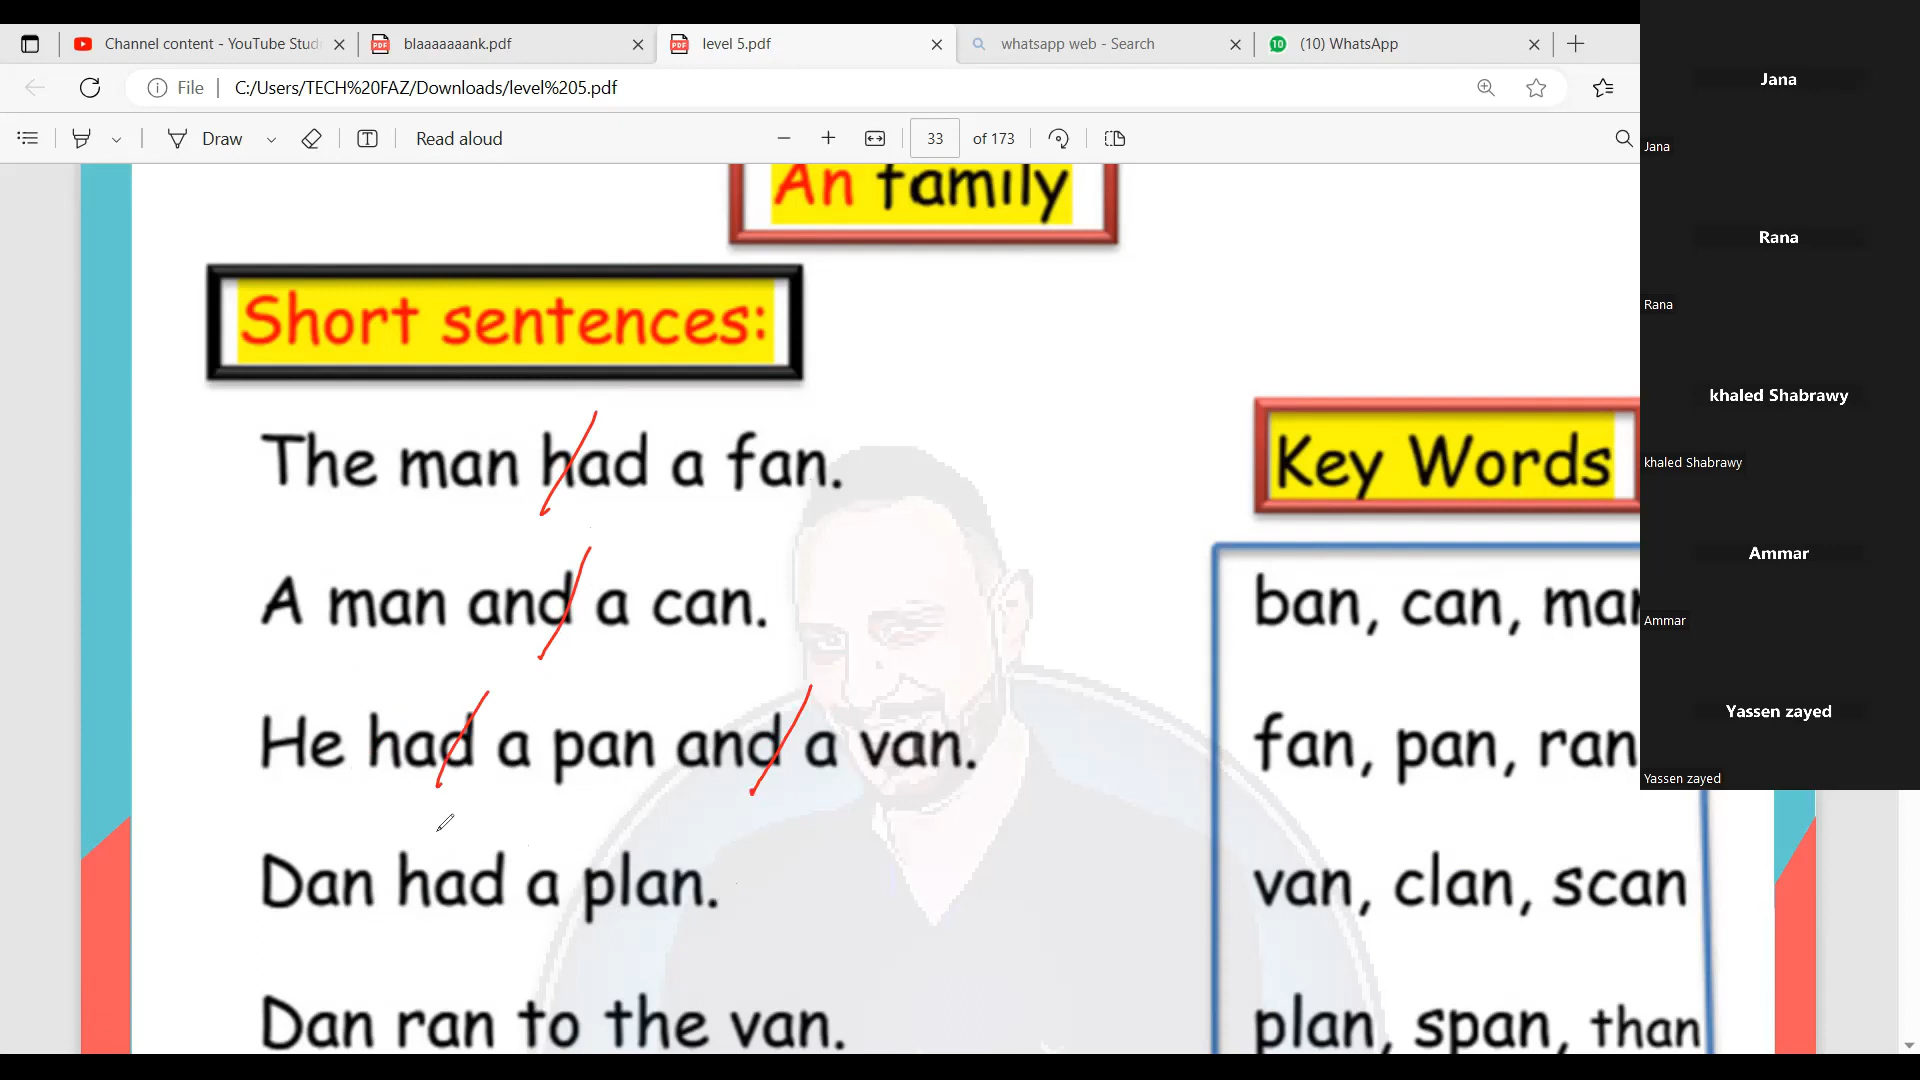 Channel content - YouTube Stud
blaaaaaaank.pdf
level 5.pdf
whatsapp web - Search
10
(10) WhatsApp
File
C:/Users/TECH%20FAZ/Downloads/level%205.pdf
Draw
Read aloud
33
of 173
An family
Short sentences:
The man had a fan.
A man and a can.
He had a pan and a van.
Dan had a plan.
Dan ran to the van.
Key Words
ban, can, man
fan, pan, ran
van, clan, scan
plan, span, than
Jana
Jana
Rana
Rana
khaled Shabrawy
khaled Shabrawy
Ammar
Ammar
Yassen zayed
Yassen zayed